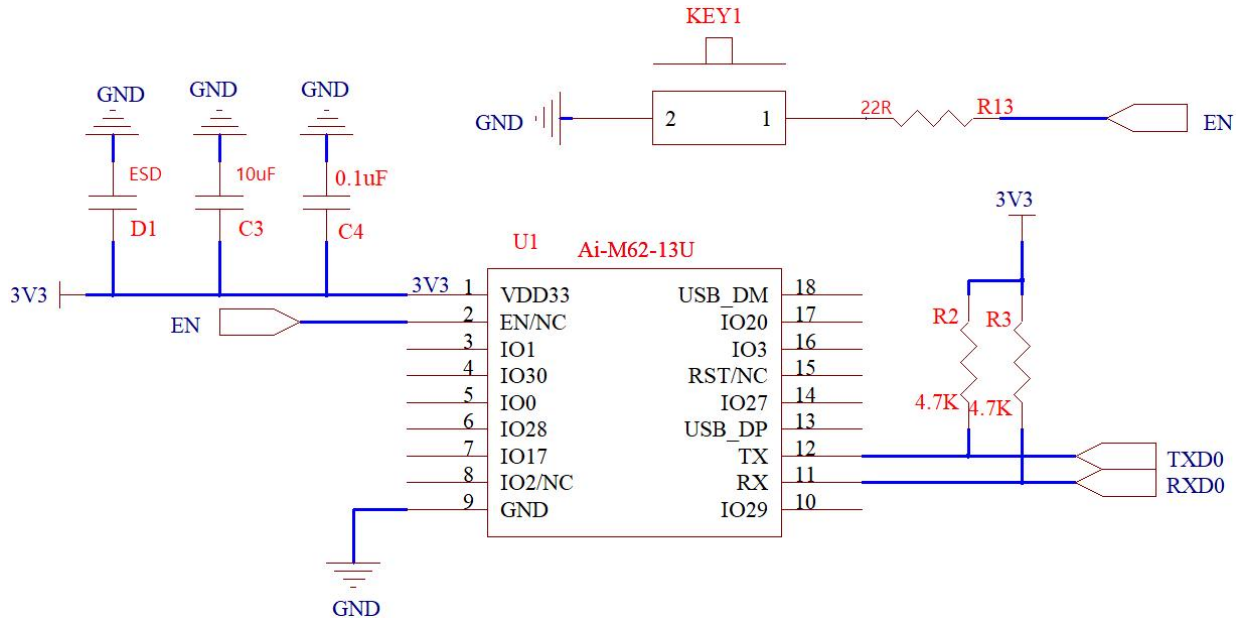 KEY1
GND
2
1
22R
R13
EN
GND
GND
GND
ESD
D1
10uF
C3
0.1uF
C4
3V3
3V3
EN
U1
Ai-M62-13U
1 VDD33
2 EN/NC
3 IO1
4 IO30
5 IO0
6 IO28
7 IO17
8 IO2/NC
9 GND
USB_DM 18
IO20 17
IO3 16
RST/NC 15
IO27 14
USB_DP 13
TX 12
RX 11
IO29 10
GND
3V3
R2
R3
4.7K
4.7K
TXD0
RXD0